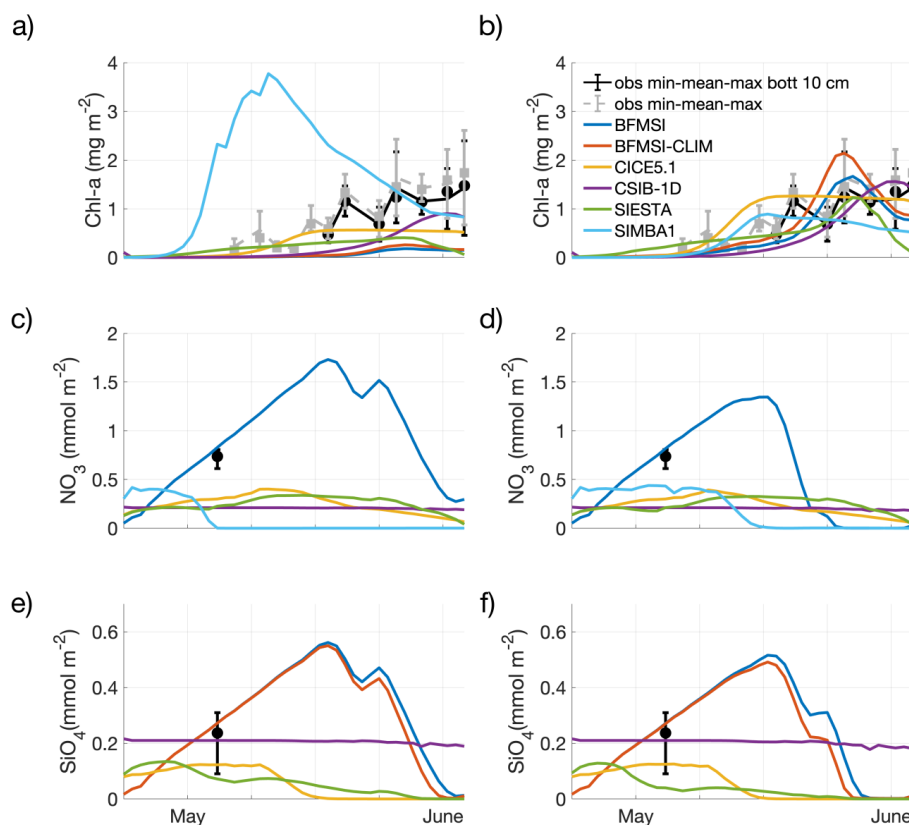 a)
b)
4
3
2
1
0
Chl-a (mg m-2)
4
3
2
1
0
Chl-a (mg m-2)
obs min-mean-max bott 10 cm
obs min-mean-max
BFMSI
BFMSI-CLIM
CICE5.1
CSIB-1D
SIESTA
SIMBA1
c)
d)
2
1.5
1
0.5
0
NO3 (mmol m-2)
2
1.5
1
0.5
0
NO3 (mmol m-2)
e)
f)
0.6
0.4
0.2
0
SiO4(mmol m-2)
May
June
0.6
0.4
0.2
0
SiO4(mmol m-2)
May
June